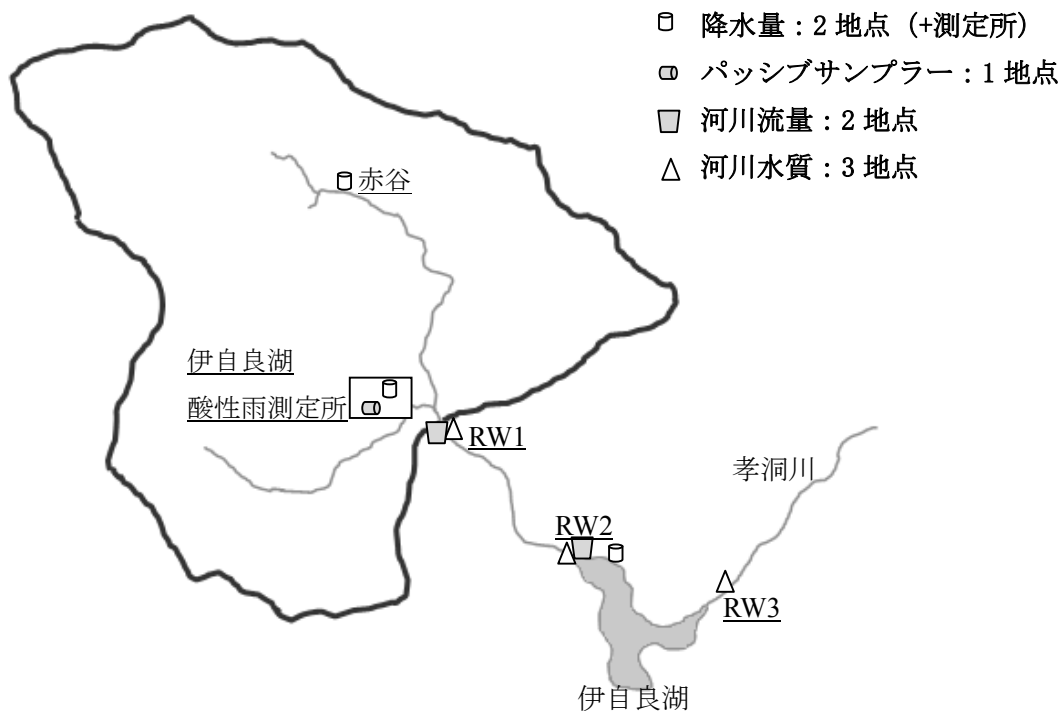 降水量：2 地点（+測定所）
パッシブサンプラー：1 地点
河川流量：2 地点
河川水質：3 地点
赤谷
伊自良湖
酸性雨測定所
RW1
孝洞川
RW2
RW3
伊自良湖